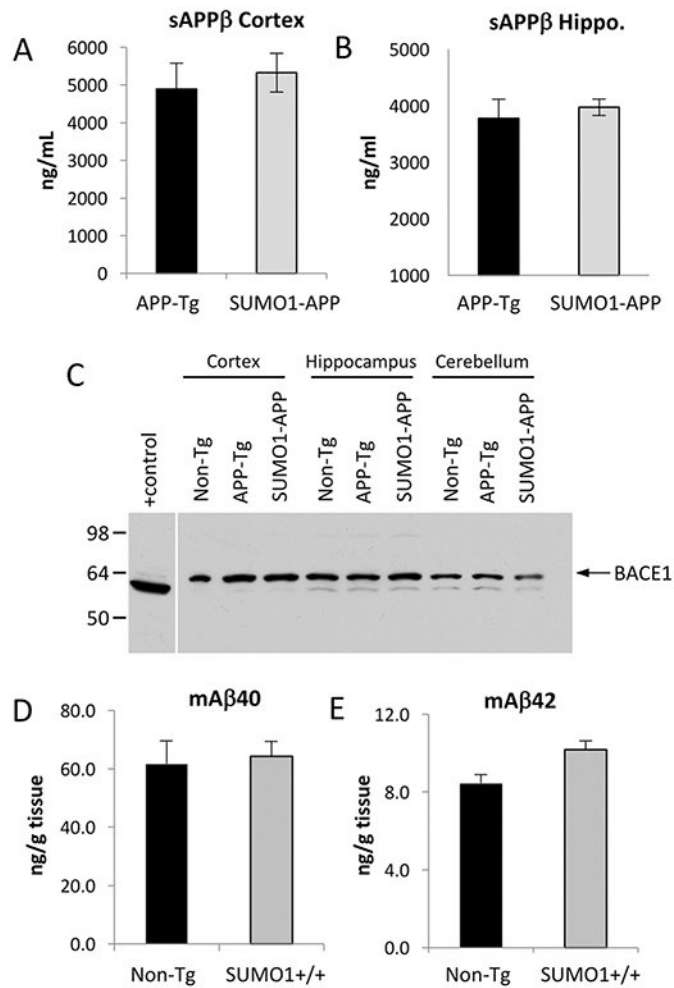 A
sAPPβ Cortex
7000
6000
5000
4000
3000
2000
1000
0
ng/mL
APP-Tg SUMO1-APP
B
sAPPβ Hippo.
5000
4000
3000
2000
1000
ng/ml
APP-Tg SUMO1-APP
C
Cortex Hippocampus Cerebellum
+control
Non-Tg
APP-Tg
SUMO1-APP
Non-Tg
APP-Tg
SUMO1-APP
Non-Tg
APP-Tg
SUMO1-APP
98
64
50
BACE1
D
mAβ40
80.0
60.0
40.0
20.0
0.0
ng/g tissue
Non-Tg SUMO1+/+
E
mAβ42
12.0
8.0
4.0
0.0
ng/g tissue
Non-Tg SUMO1+/+